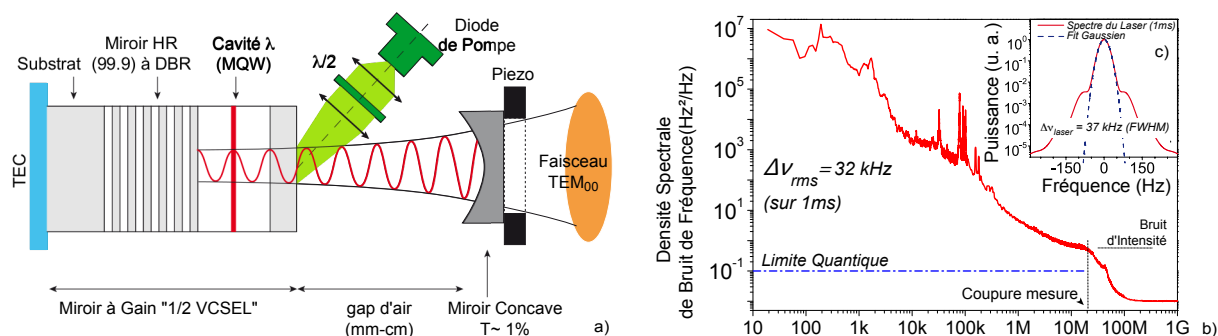 Substrat
Miroir HR
(99.9) à DBR
Cavité λ
(MQW)
λ/2
Diode
de Pompe
Piezo
TEC
Faisceau
TEM00
Miroir à Gain "1/2 VCSEL"
gap d'air
(mm-cm)
Miroir Concave
T~ 1%
a)
Densité Spectrale
de Bruit de Fréquence(Hz²/Hz)
10^7
10^5
10^3
10^1
10^-1
10
100
1k
10k
100k
1M
10M
100M
1G
Δν rms = 32 kHz
(sur 1ms)
Limite Quantique
Bruit
d'Intensité
Coupure mesure
b)
Spectre du Laser (1ms)
Fit Gaussien
c)
Puissance (u. a.)
10^0
10^-1
10^-2
10^-3
10^-4
10^-5
Δν laser = 37 kHz (FWHM)
-150
0
150
Fréquence (Hz)